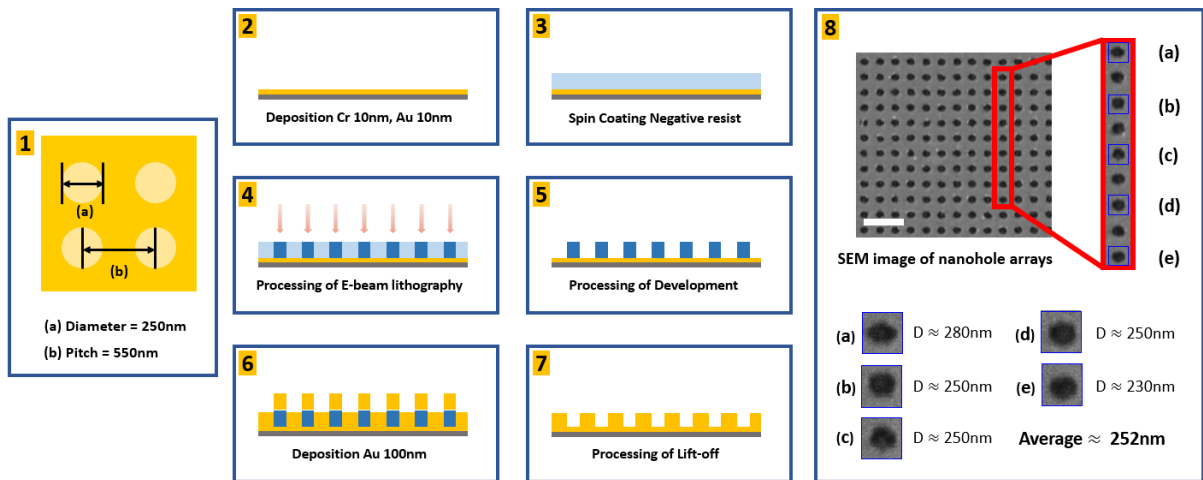 1
(a)
(b)
(a) Diameter = 250nm
(b) Pitch = 550nm
2
Deposition Cr 10nm, Au 10nm
3
Spin Coating Negative resist
4
Processing of E-beam lithography
5
Processing of Development
6
Deposition Au 100nm
7
Processing of Lift-off
8
(a)
(b)
(c)
(d)
(e)
SEM image of nanohole arrays
(a) D ≈ 280nm
(b) D ≈ 250nm
(c) D ≈ 250nm
(d) D ≈ 250nm
(e) D ≈ 230nm
Average ≈ 252nm